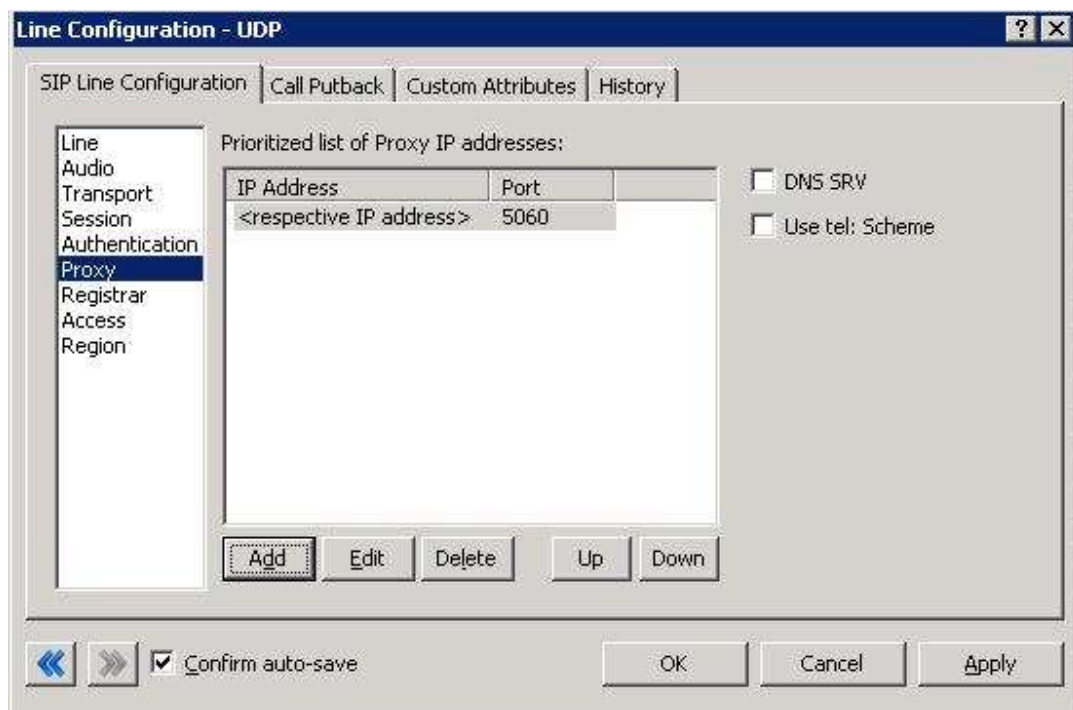 Line Configuration - UDP
SIP Line Configuration
Call Putback
Custom Attributes
History
Line
Audio
Transport
Session
Authentication
Proxy
Registrar
Access
Region
Prioritized list of Proxy IP addresses:
IP Address Port
<respective IP address> 5060
DNS SRV
Use tel: Scheme
Add
Edit
Delete
Up
Down
Confirm auto-save
OK
Cancel
Apply